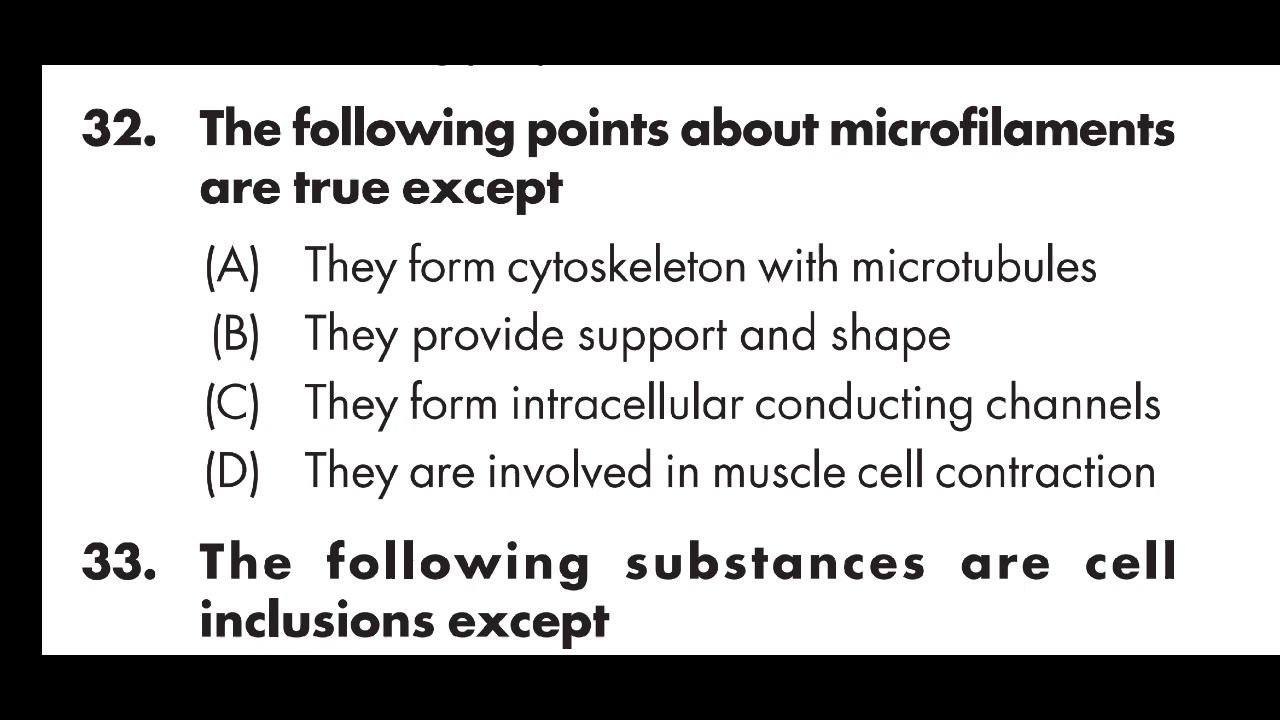 32. The following points about microfilaments
are true except
(A) They form cytoskeleton with microtubules
(B) They provide support and shape
(C) They form intracellular conducting channels
(D) They are involved in muscle cell contraction
33. The following substances are cell
inclusions except